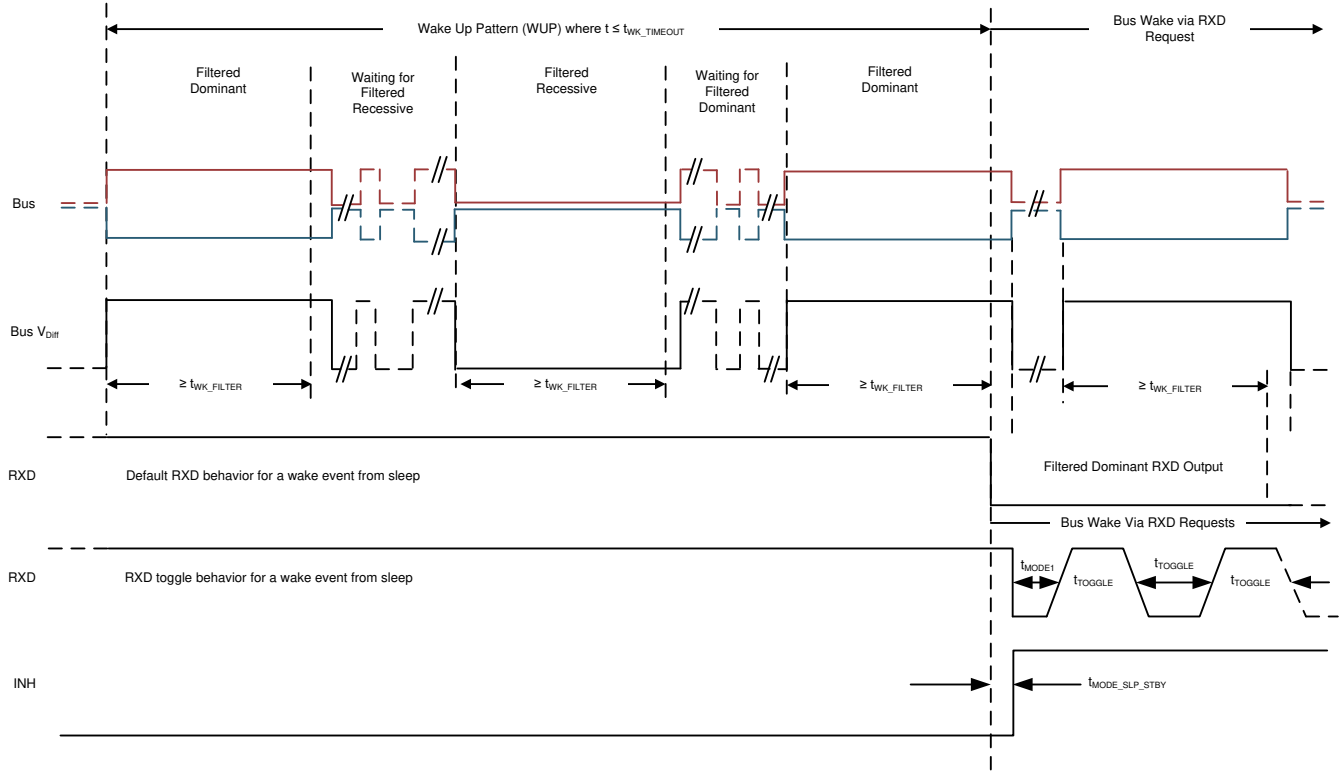 Wake Up Pattern (WUP) where t ≤ tWK_TIMEOUT
Bus Wake via RXD
Request
Filtered
Dominant
Waiting for
Filtered
Recessive
Filtered
Recessive
Waiting for
Filtered
Dominant
Filtered
Dominant
Bus
Bus VDiff
≥ tWK_FILTER
≥ tWK_FILTER
≥ tWK_FILTER
≥ tWK_FILTER
RXD
Default RXD behavior for a wake event from sleep
Filtered Dominant RXD Output
Bus Wake Via RXD Requests
RXD
RXD toggle behavior for a wake event from sleep
tMODE1
tTOGGLE
tTOGGLE
tTOGGLE
INH
tMODE_SLP_STBY